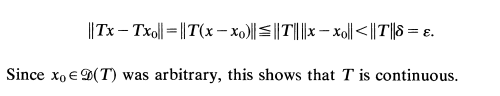 ‖Tx − Tx₀‖ = ‖T(x − x₀)‖ ≦ ‖T‖ ‖x − x₀‖ < ‖T‖δ = ε.
Since x₀ ∈ 𝒟(T) was arbitrary, this shows that T is continuous.